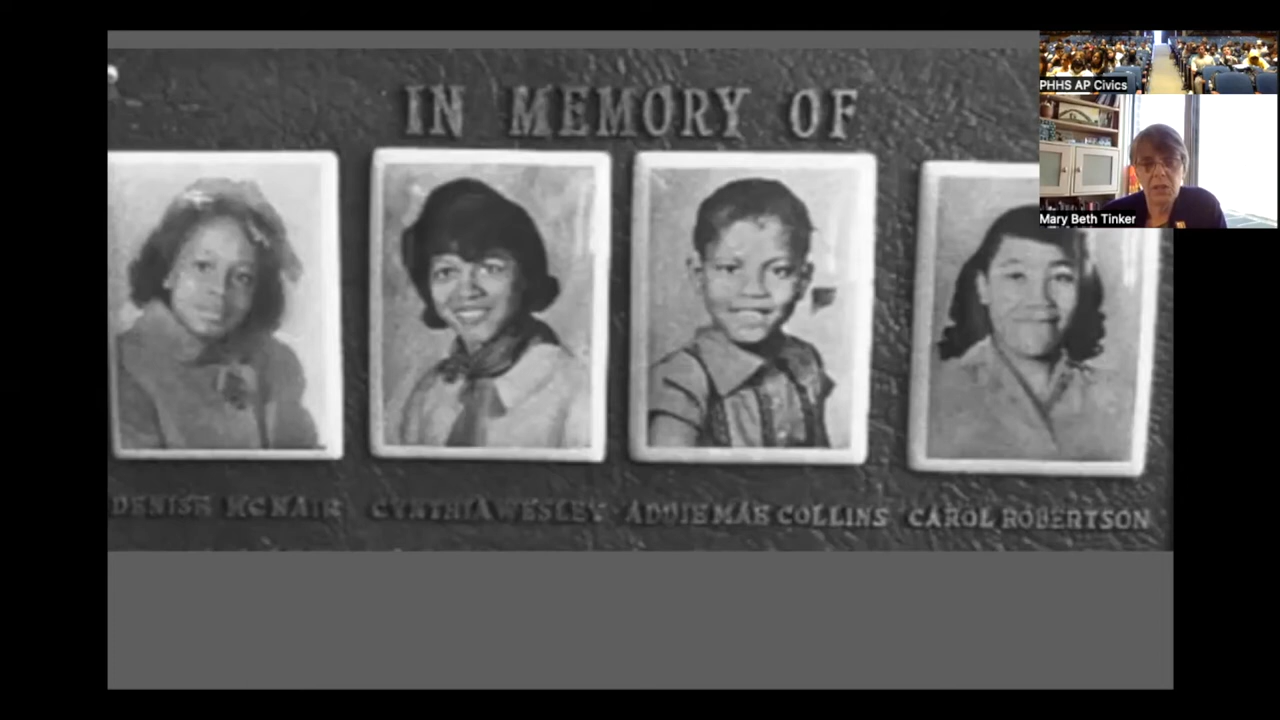 IN MEMORY OF
DENISE MCNAIR CYNTHIA WESLEY ADDIE MAE COLLINS CAROL ROBERTSON
PHHS AP Civics
Mary Beth Tinker